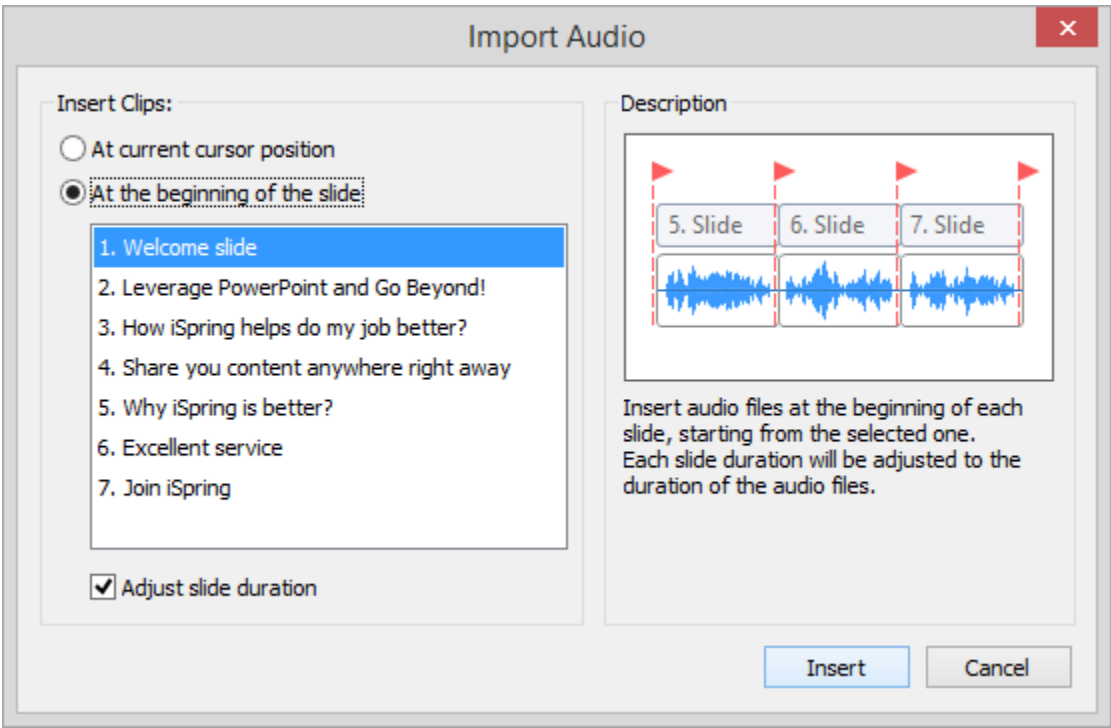 Import Audio
Insert Clips:
At current cursor position
At the beginning of the slide
1. Welcome slide
2. Leverage PowerPoint and Go Beyond!
3. How iSpring helps do my job better?
4. Share you content anywhere right away
5. Why iSpring is better?
6. Excellent service
7. Join iSpring
Adjust slide duration
Description
5. Slide
6. Slide
7. Slide
Insert audio files at the beginning of each
slide, starting from the selected one.
Each slide duration will be adjusted to the
duration of the audio files.
Insert
Cancel